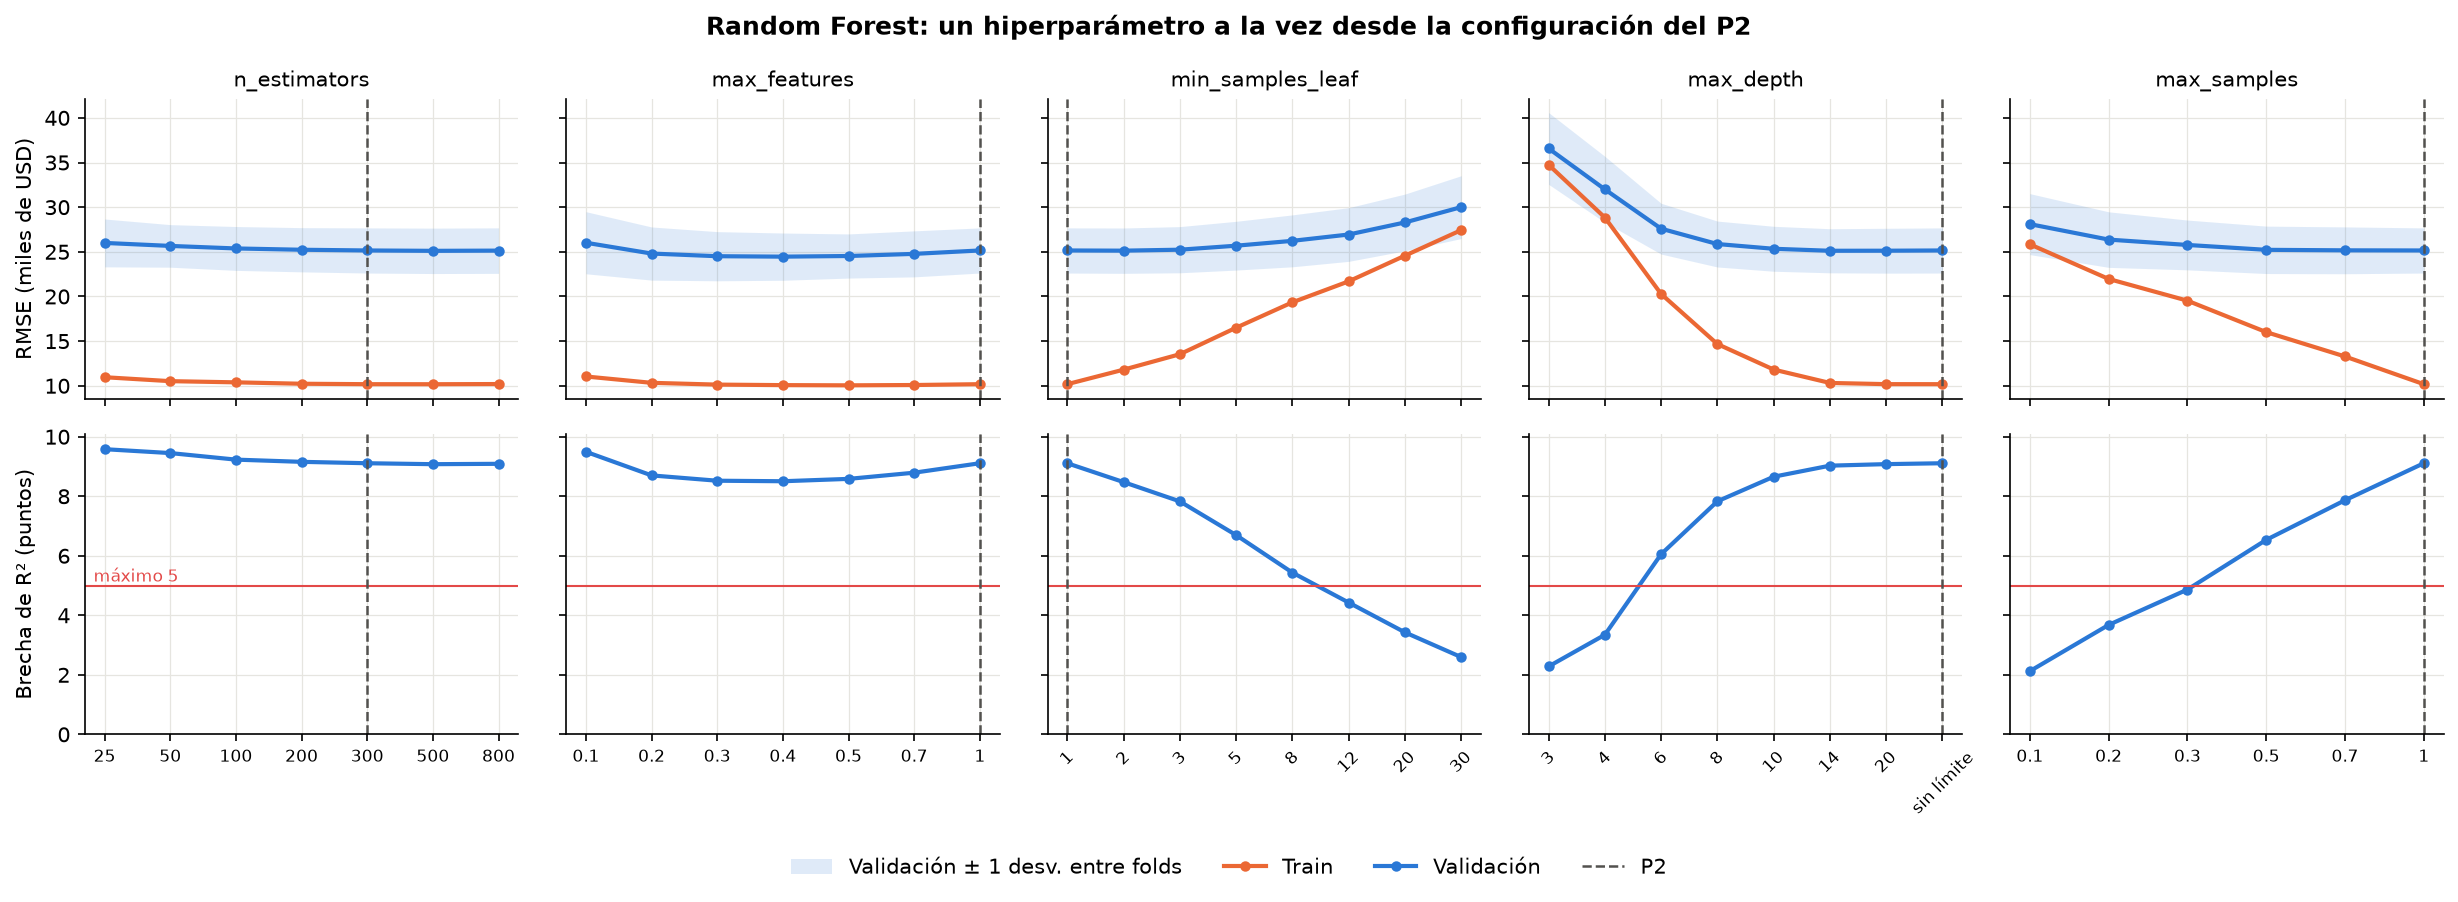 Random Forest: un hiperparámetro a la vez desde la configuración del P2
n_estimators
max_features
min_samples_leaf
max_depth
max_samples
RMSE (miles de USD)
40
35
30
25
20
15
10
Brecha de R² (puntos)
10
8
6
4
2
0
máximo 5
25 50 100 200 300 500 800
0.1 0.2 0.3 0.4 0.5 0.7 1
1 2 3 5 8 12 20 30
3 4 6 8 10 14 20 sin límite
0.1 0.2 0.3 0.5 0.7 1
Validación ± 1 desv. entre folds Train Validación P2